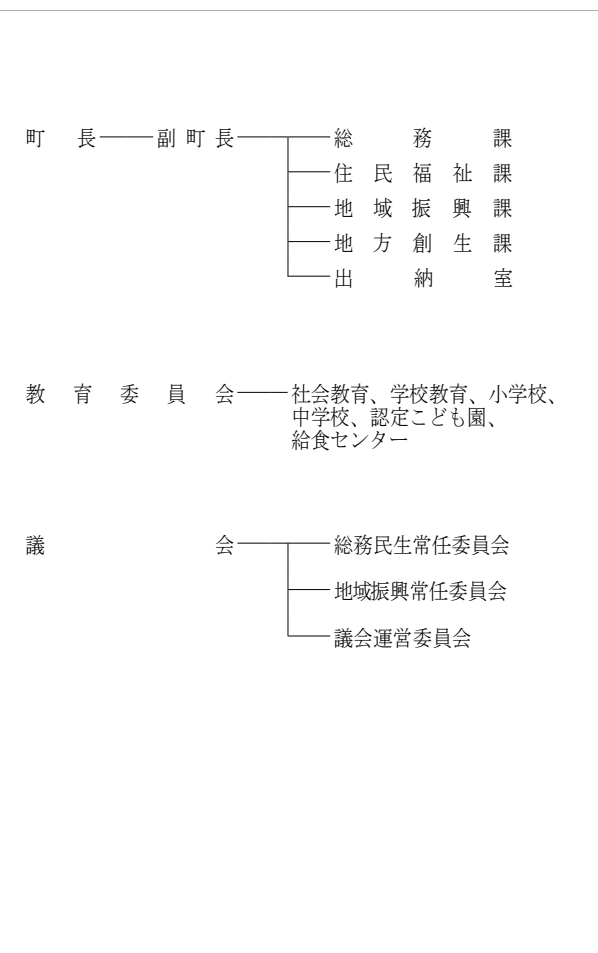 町長 副町長 総務課
住民福祉課
地域振興課
地方創生課
出納室
教育委員会 社会教育、学校教育、小学校、
中学校、認定こども園、
給食センター
議会 総務民生常任委員会
地域振興常任委員会
議会運営委員会